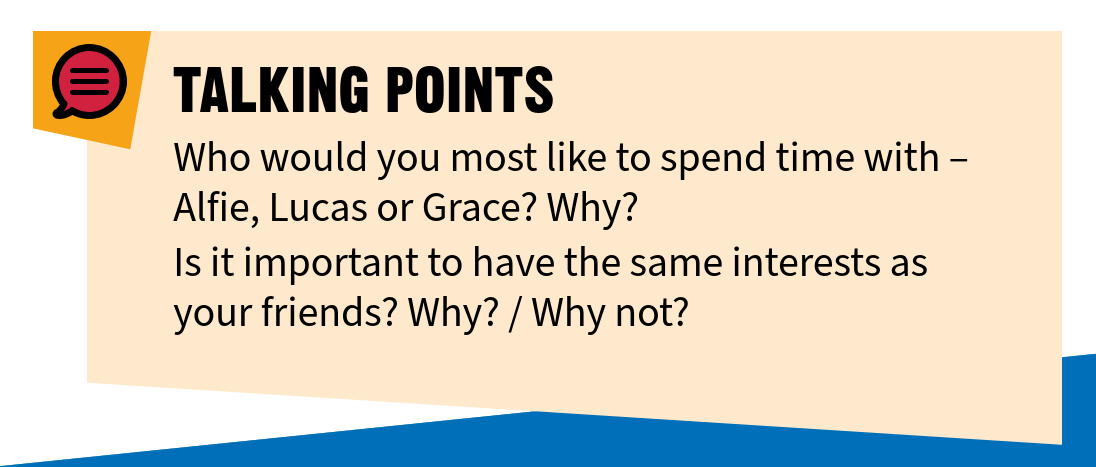 TALKING POINTS
Who would you most like to spend time with –
Alfie, Lucas or Grace? Why?
Is it important to have the same interests as
your friends? Why? / Why not?